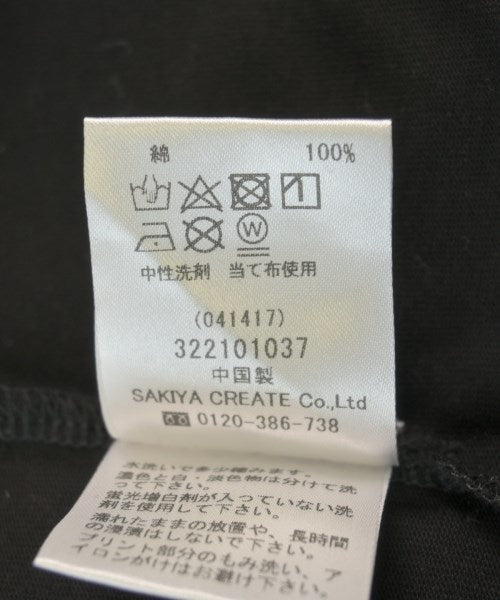 綿 100%
W
中性洗剤 当て布使用
(041417)
322101037
中国製
SAKIYA CREATE Co.,Ltd
☎ 0120-386-738
水洗いで多少縮みます。
濃色と白・淡色物は分けて洗
って下さい。
蛍光増白剤が入っていない洗
剤を使用して下さい。
濡れたままの放置や、長時間
の浸漬はしないで下さい。
プリント部分のもみ洗い、ア
イロンがけはお避け下さい。